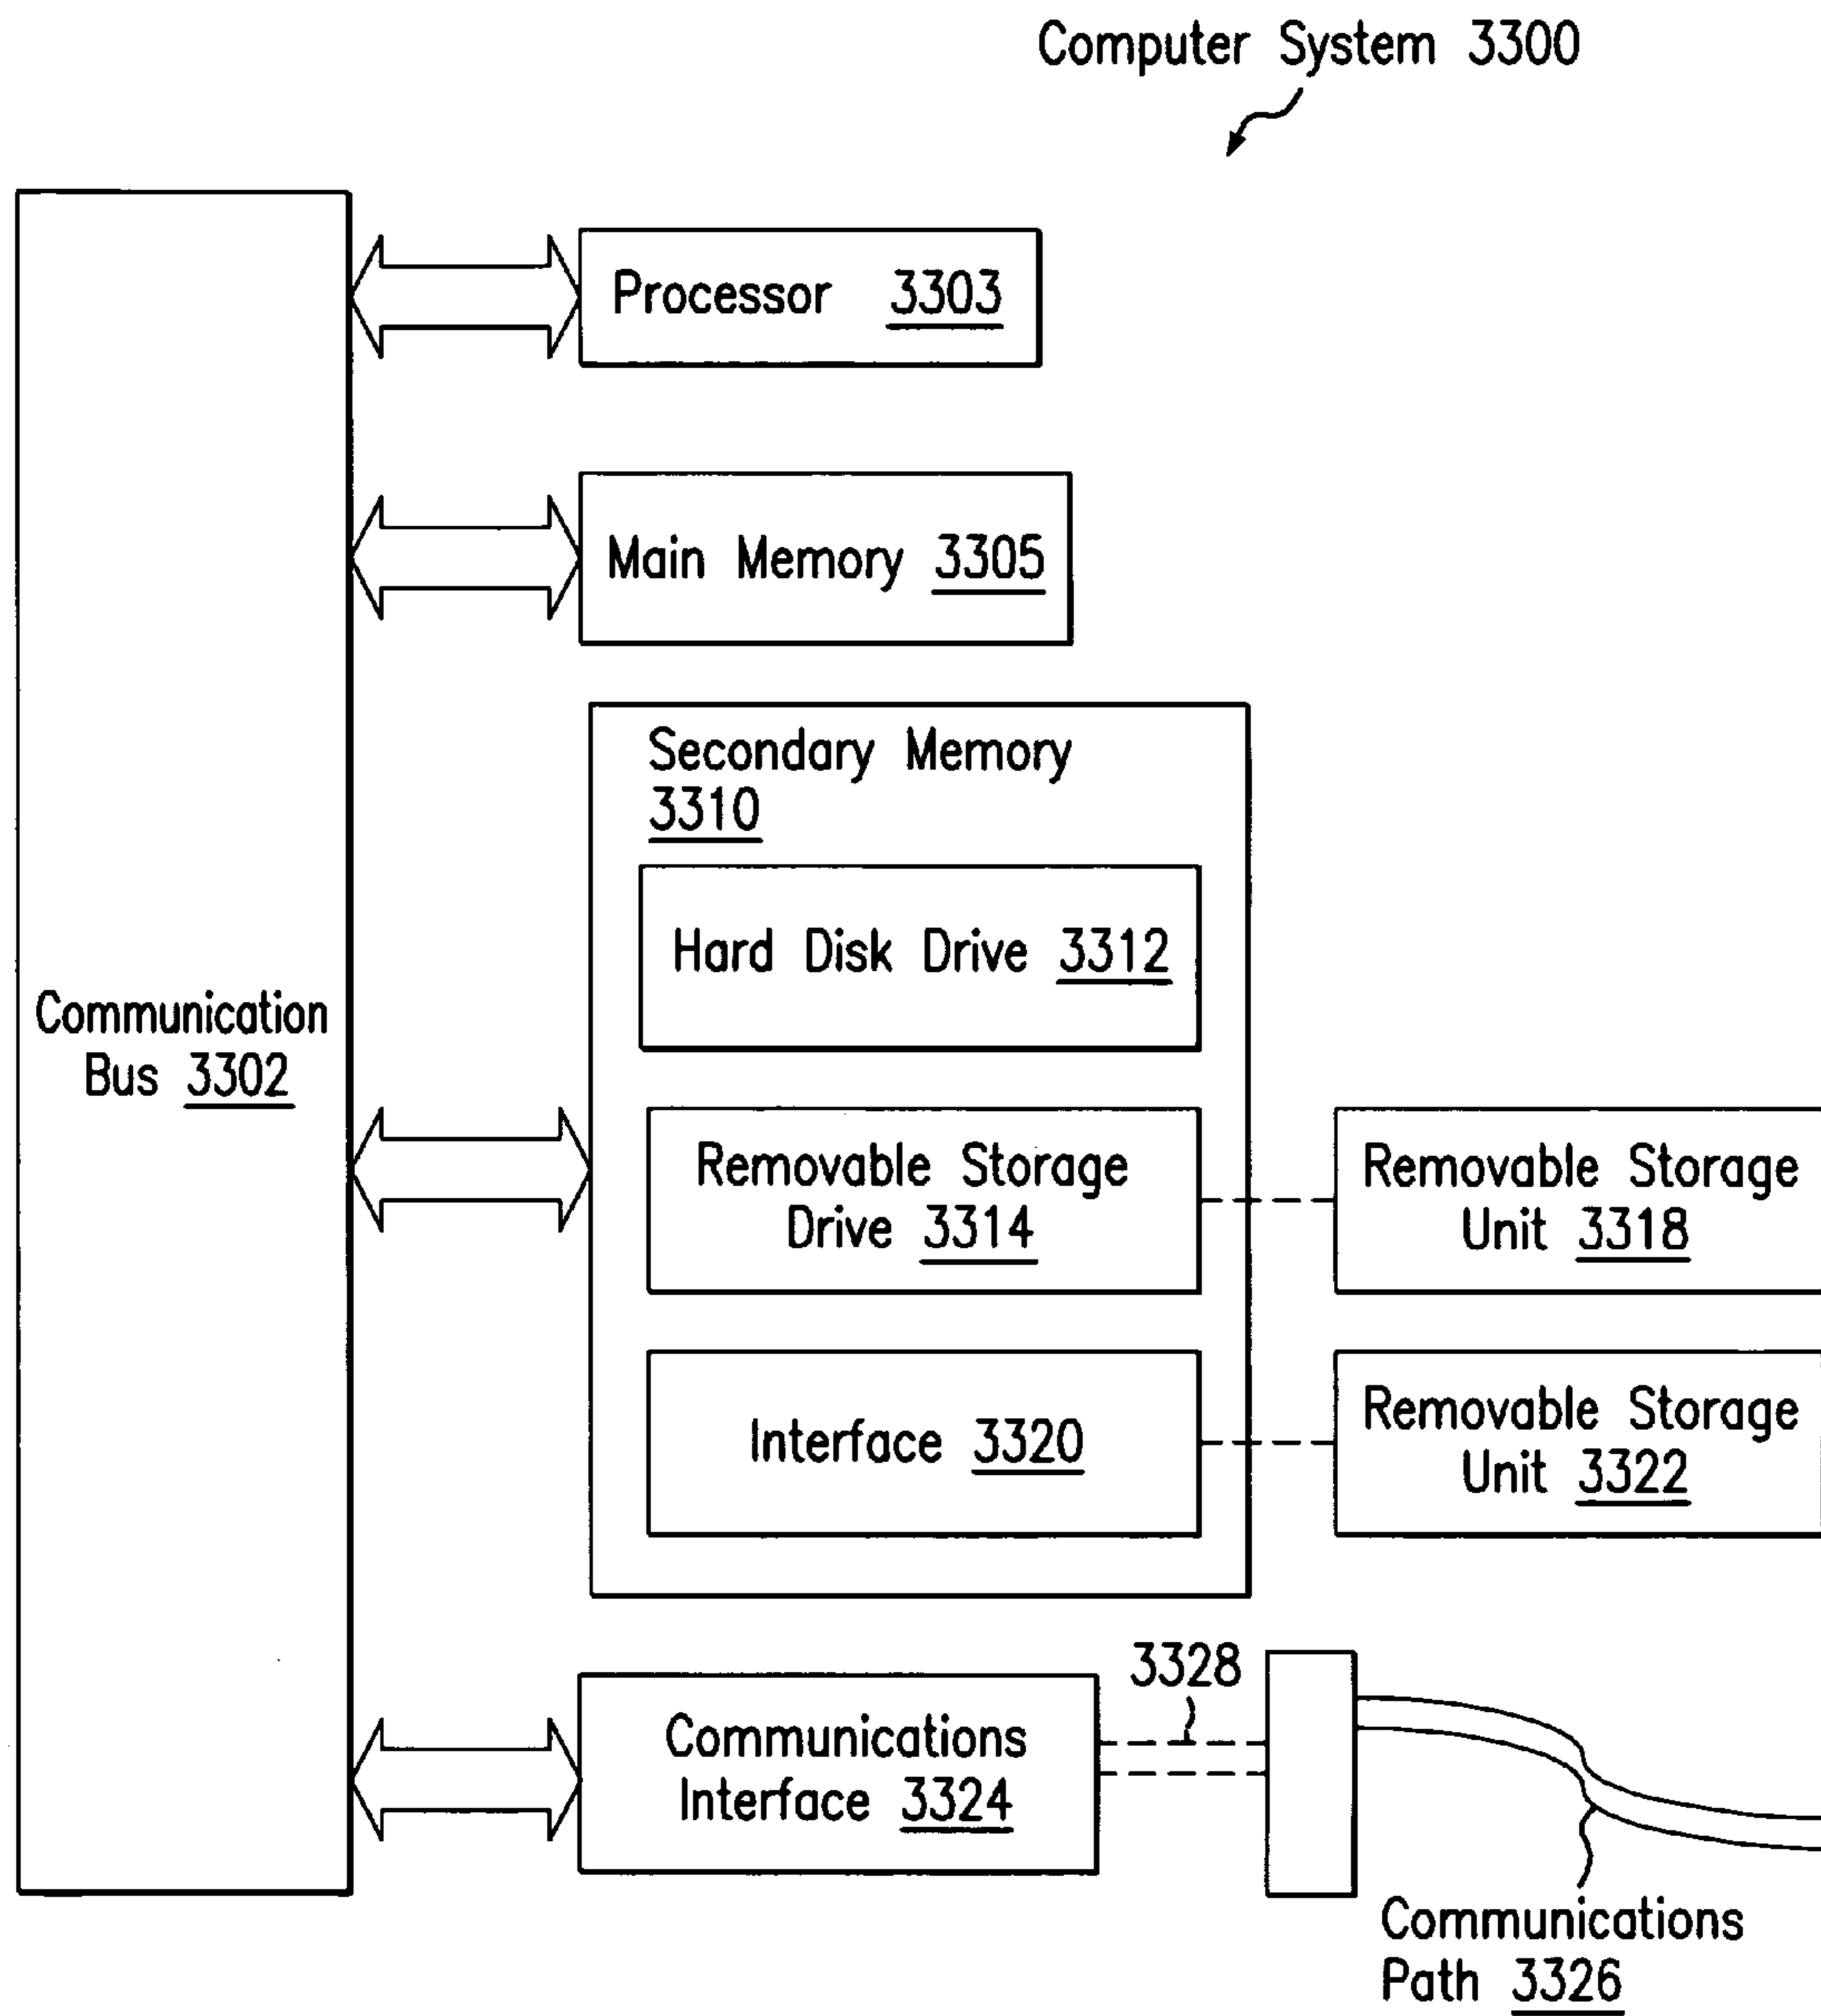 Computer System 3300
Processor 3303
Main Memory 3305
Secondary Memory
3310
Hard Disk Drive 3312
Communication
Bus 3302
Removable Storage
Drive 3314
Removable Storage
Unit 3318
Interface 3320
Removable Storage
Unit 3322
3328
Communications
Interface 3324
Communications
Path 3326